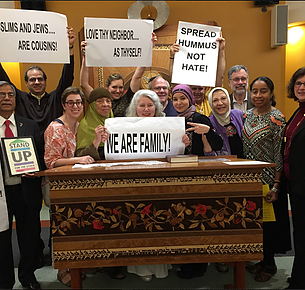 SLIMS AND JEWS....
ARE COUSINS!
LOVE THY NEIGHBOR....
AS THYSELF!
SPREAD
HUMMUS
NOT HATE!
WE ARE FAMILY!
STAND
UP